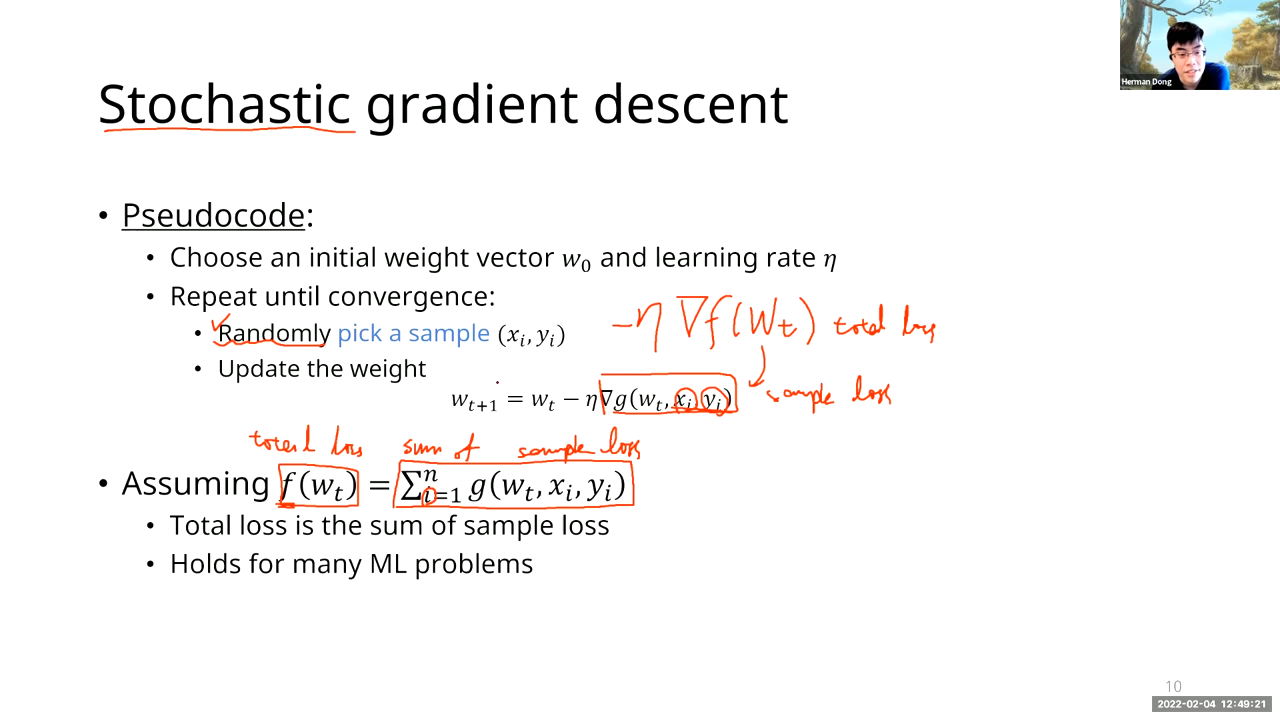 Herman Dong
Stochastic gradient descent
• Pseudocode:
• Choose an initial weight vector w₀ and learning rate η
• Repeat until convergence:
• Randomly pick a sample (xᵢ, yᵢ)
−η ∇f(Wt) total loss
• Update the weight
wₜ₊₁ = wₜ − η∇g(wₜ, xᵢ, yᵢ)
sample loss
total loss sum of sample loss
• Assuming f(wₜ) = ∑ⁿᵢ₌₁ g(wₜ, xᵢ, yᵢ)
• Total loss is the sum of sample loss
• Holds for many ML problems
10
2022-02-04 12:49:21